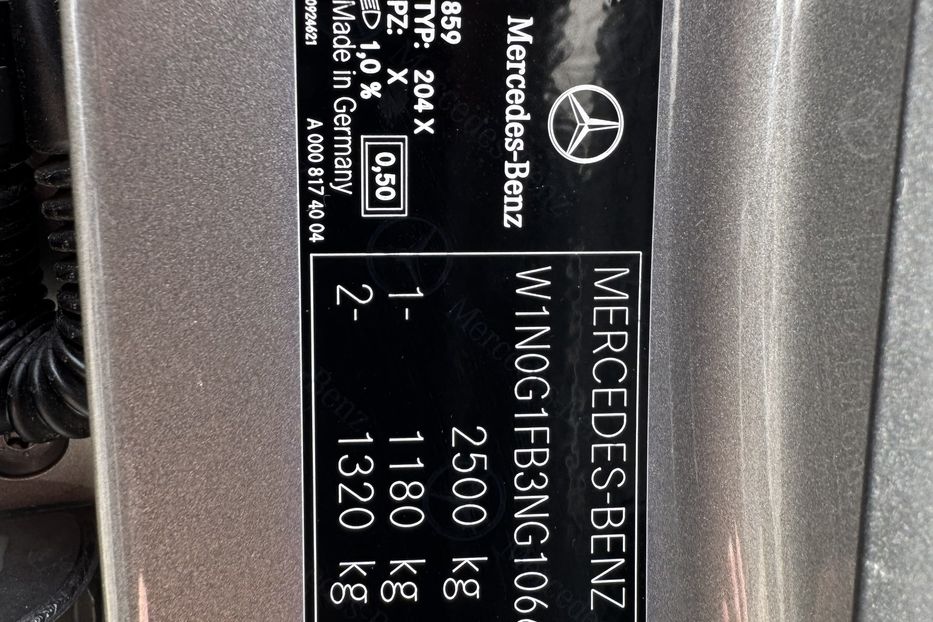 Mercedes-Benz
859
TYP: 204 X
PZ: X
1,0 %
0,50
Made in Germany
0924621
A 000 817 40 04
MERCEDES-BENZ
W1N0G1FB3NG106
2500 kg
1- 1180 kg
2- 1320 kg